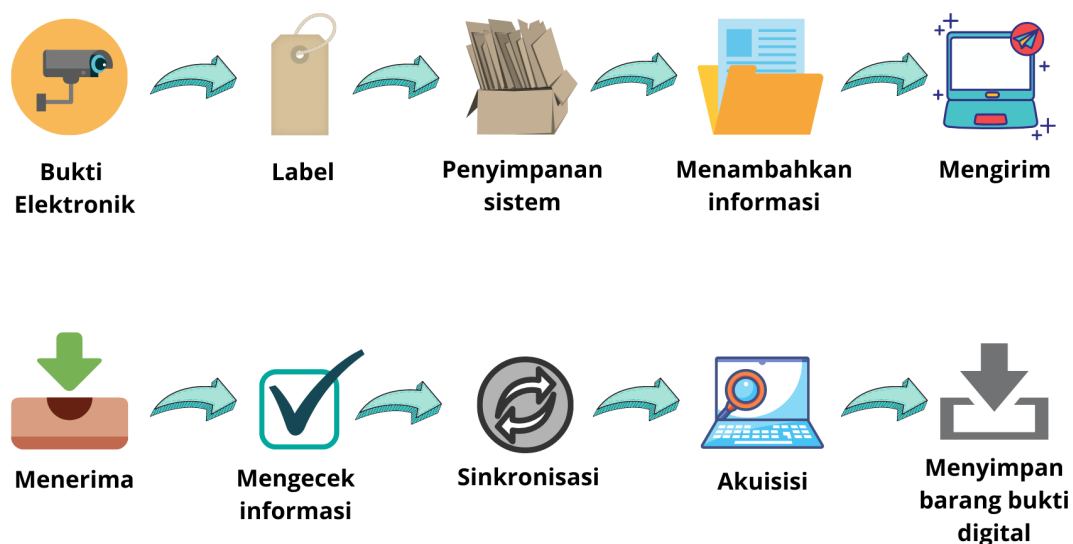 Bukti
Elektronik
Label
Penyimpanan
sistem
Menambahkan
informasi
Mengirim
Menerima
Mengecek
informasi
Sinkronisasi
Akuisisi
Menyimpan
barang bukti
digital